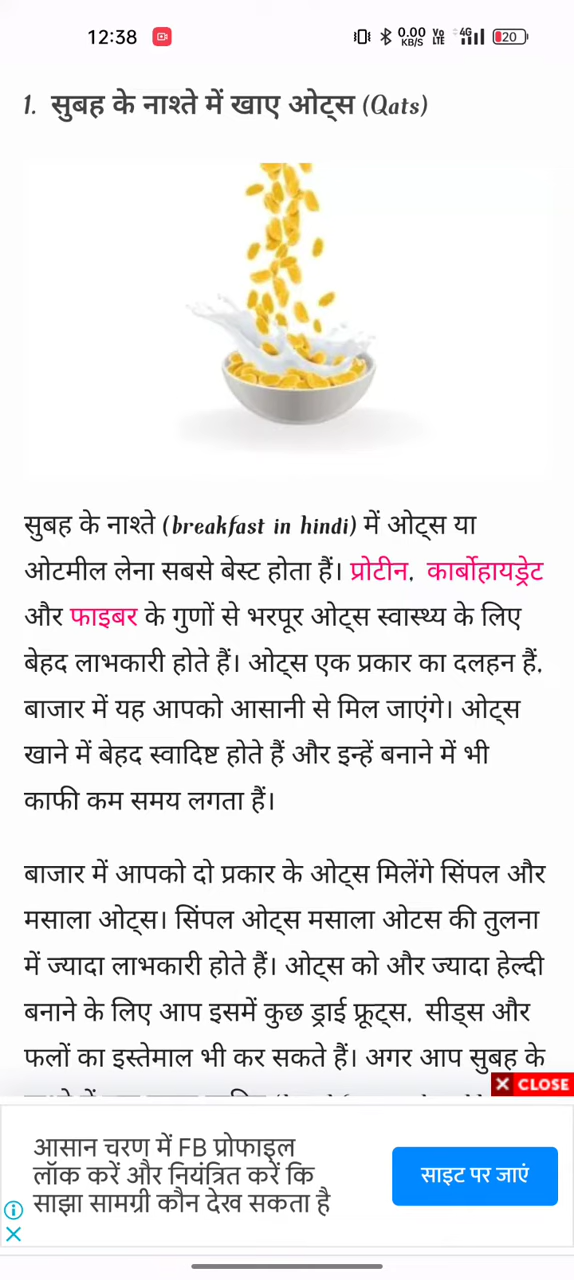 12:38
0.00 KB/S Vo LTE 4G 20
1. सुबह के नाश्ते में खाए ओट्स (Qats)
सुबह के नाश्ते (breakfast in hindi) में ओट्स या
ओटमील लेना सबसे बेस्ट होता हैं। प्रोटीन, कार्बोहायड्रेट
और फाइबर के गुणों से भरपूर ओट्स स्वास्थ्य के लिए
बेहद लाभकारी होते हैं। ओट्स एक प्रकार का दलहन हैं,
बाजार में यह आपको आसानी से मिल जाएंगे। ओट्स
खाने में बेहद स्वादिष्ट होते हैं और इन्हें बनाने में भी
काफी कम समय लगता हैं।
बाजार में आपको दो प्रकार के ओट्स मिलेंगे सिंपल और
मसाला ओट्स। सिंपल ओट्स मसाला ओटस की तुलना
में ज्यादा लाभकारी होते हैं। ओट्स को और ज्यादा हेल्दी
बनाने के लिए आप इसमें कुछ ड्राई फ्रूट्स, सीड्स और
फलों का इस्तेमाल भी कर सकते हैं। अगर आप सुबह के
X CLOSE
आसान चरण में FB प्रोफाइल
लॉक करें और नियंत्रित करें कि
साझा सामग्री कौन देख सकता है
साइट पर जाएं